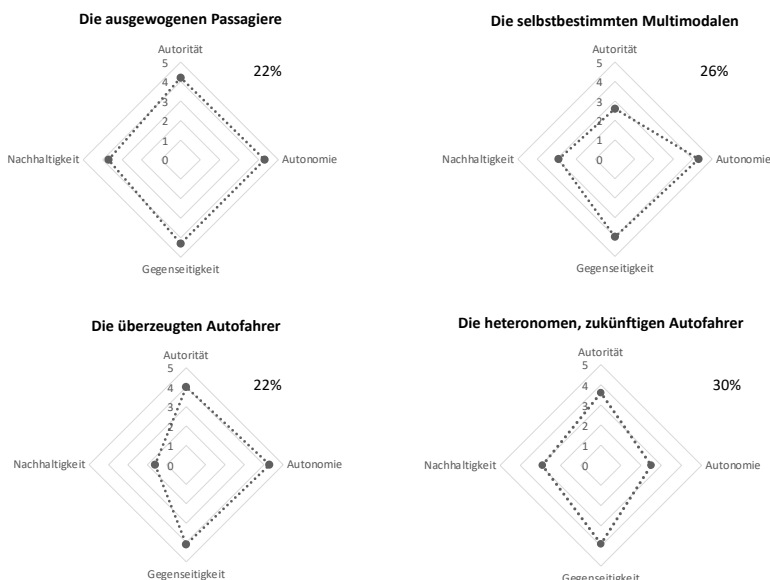 Die ausgewogenen Passagiere
Autorität
22%
5
4
3
2
1
0
Nachhaltigkeit
Autonomie
Gegenseitigkeit
Die selbstbestimmten Multimodalen
Autorität
26%
5
4
3
2
1
0
Nachhaltigkeit
Autonomie
Gegenseitigkeit
Die überzeugten Autofahrer
Autorität
22%
5
4
3
2
1
0
Nachhaltigkeit
Autonomie
Gegenseitigkeit
Die heteronomen, zukünftigen Autofahrer
Autorität
30%
5
4
3
2
1
0
Nachhaltigkeit
Autonomie
Gegenseitigkeit